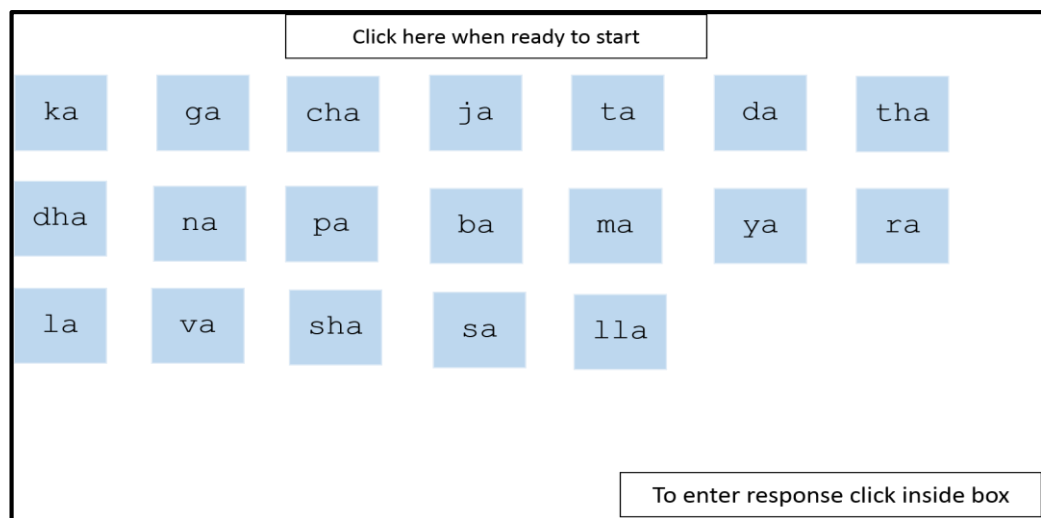 Click here when ready to start
ka ga cha ja ta da tha
dha na pa ba ma ya ra
la va sha sa lla
To enter response click inside box